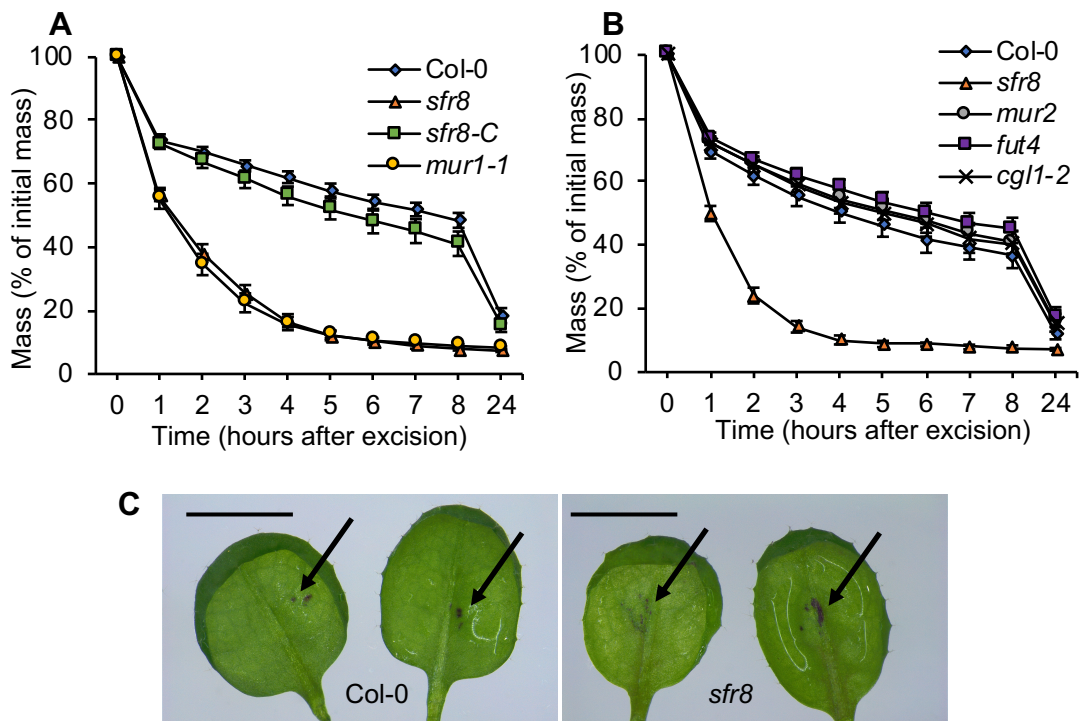 A
Mass (% of initial mass)
100
80
60
40
20
0
Col-0
sfr8
sfr8-C
mur1-1
0 1 2 3 4 5 6 7 8 24
Time (hours after excision)
B
Mass (% of initial mass)
100
80
60
40
20
0
Col-0
sfr8
mur2
fut4
cgl1-2
0 1 2 3 4 5 6 7 8 24
Time (hours after excision)
C
Col-0
sfr8